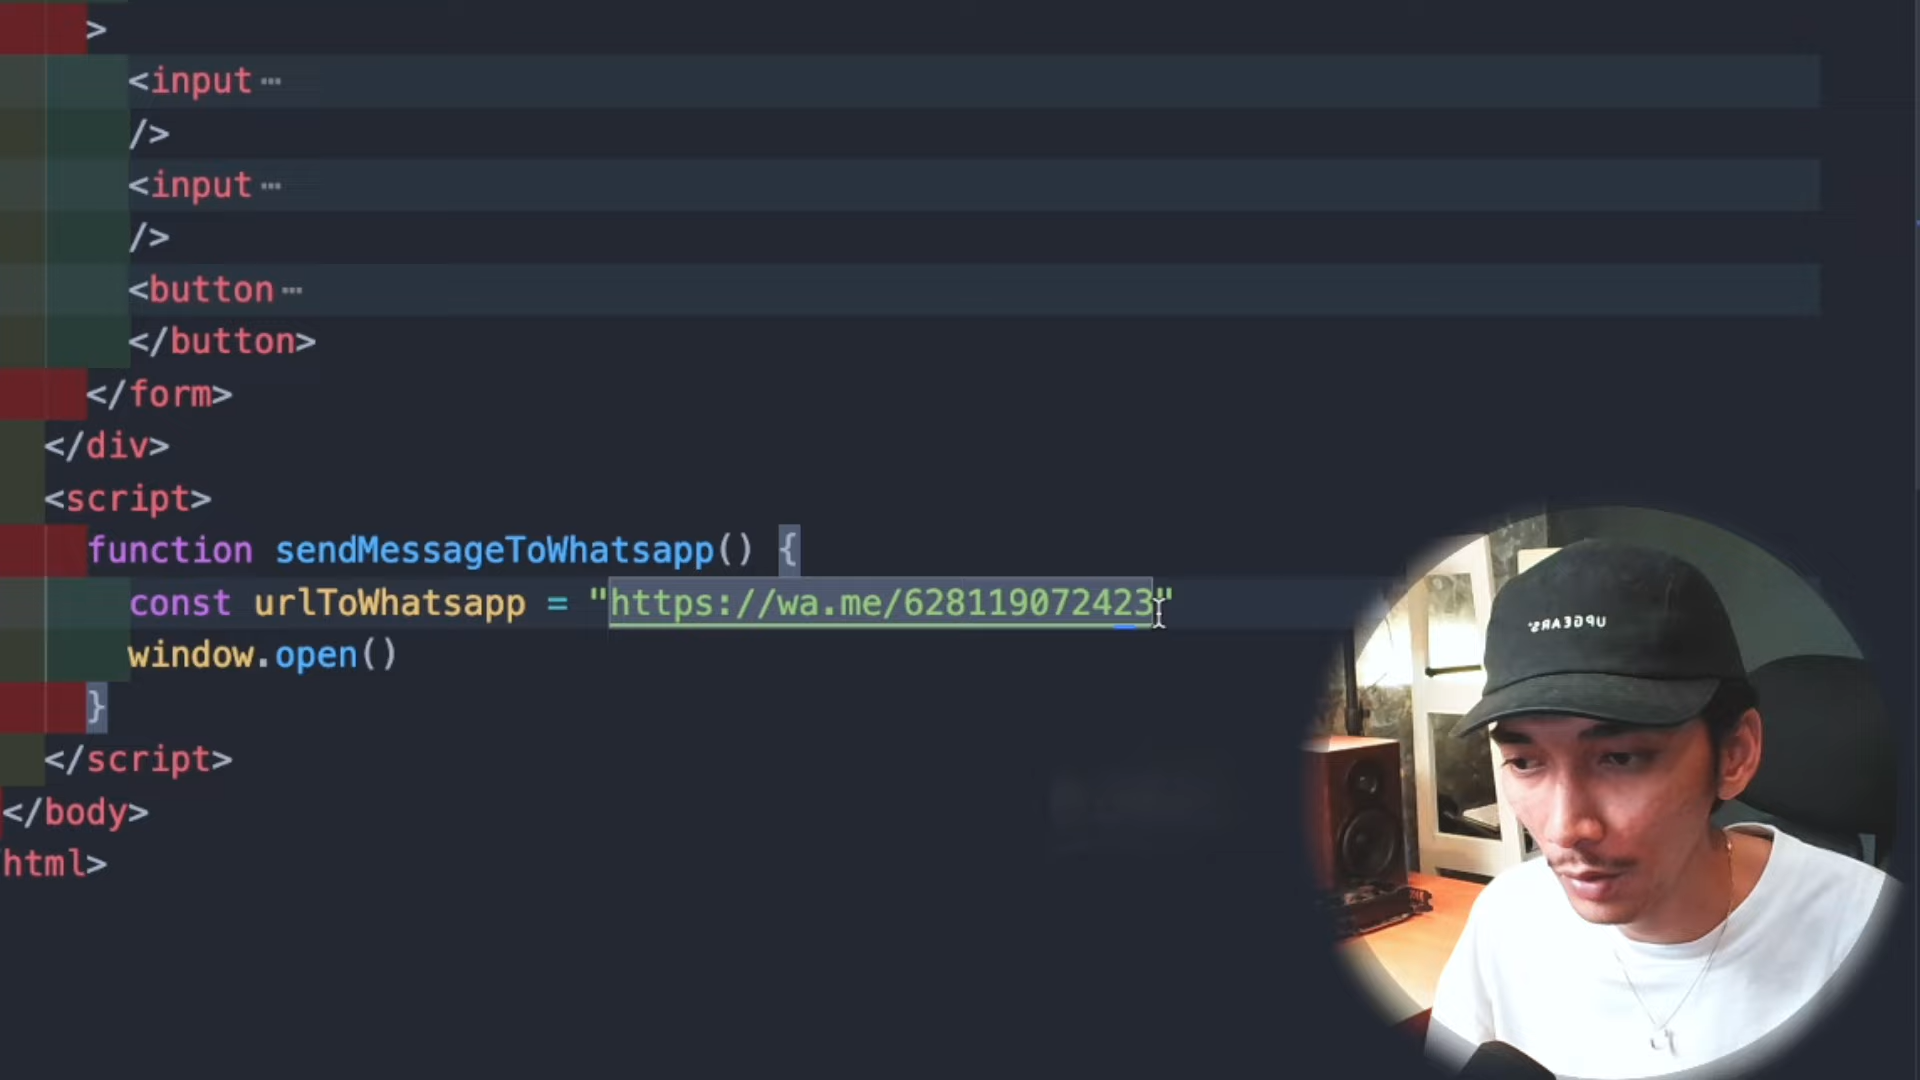 >
<input ⋯
/>
<input ⋯
/>
<button ⋯
</button>
</form>
</div>
<script>
function sendMessageToWhatsapp() {
const urlToWhatsapp = "https://wa.me/628119072423"
window.open()
}
</script>
</body>
html>
UPGEARS